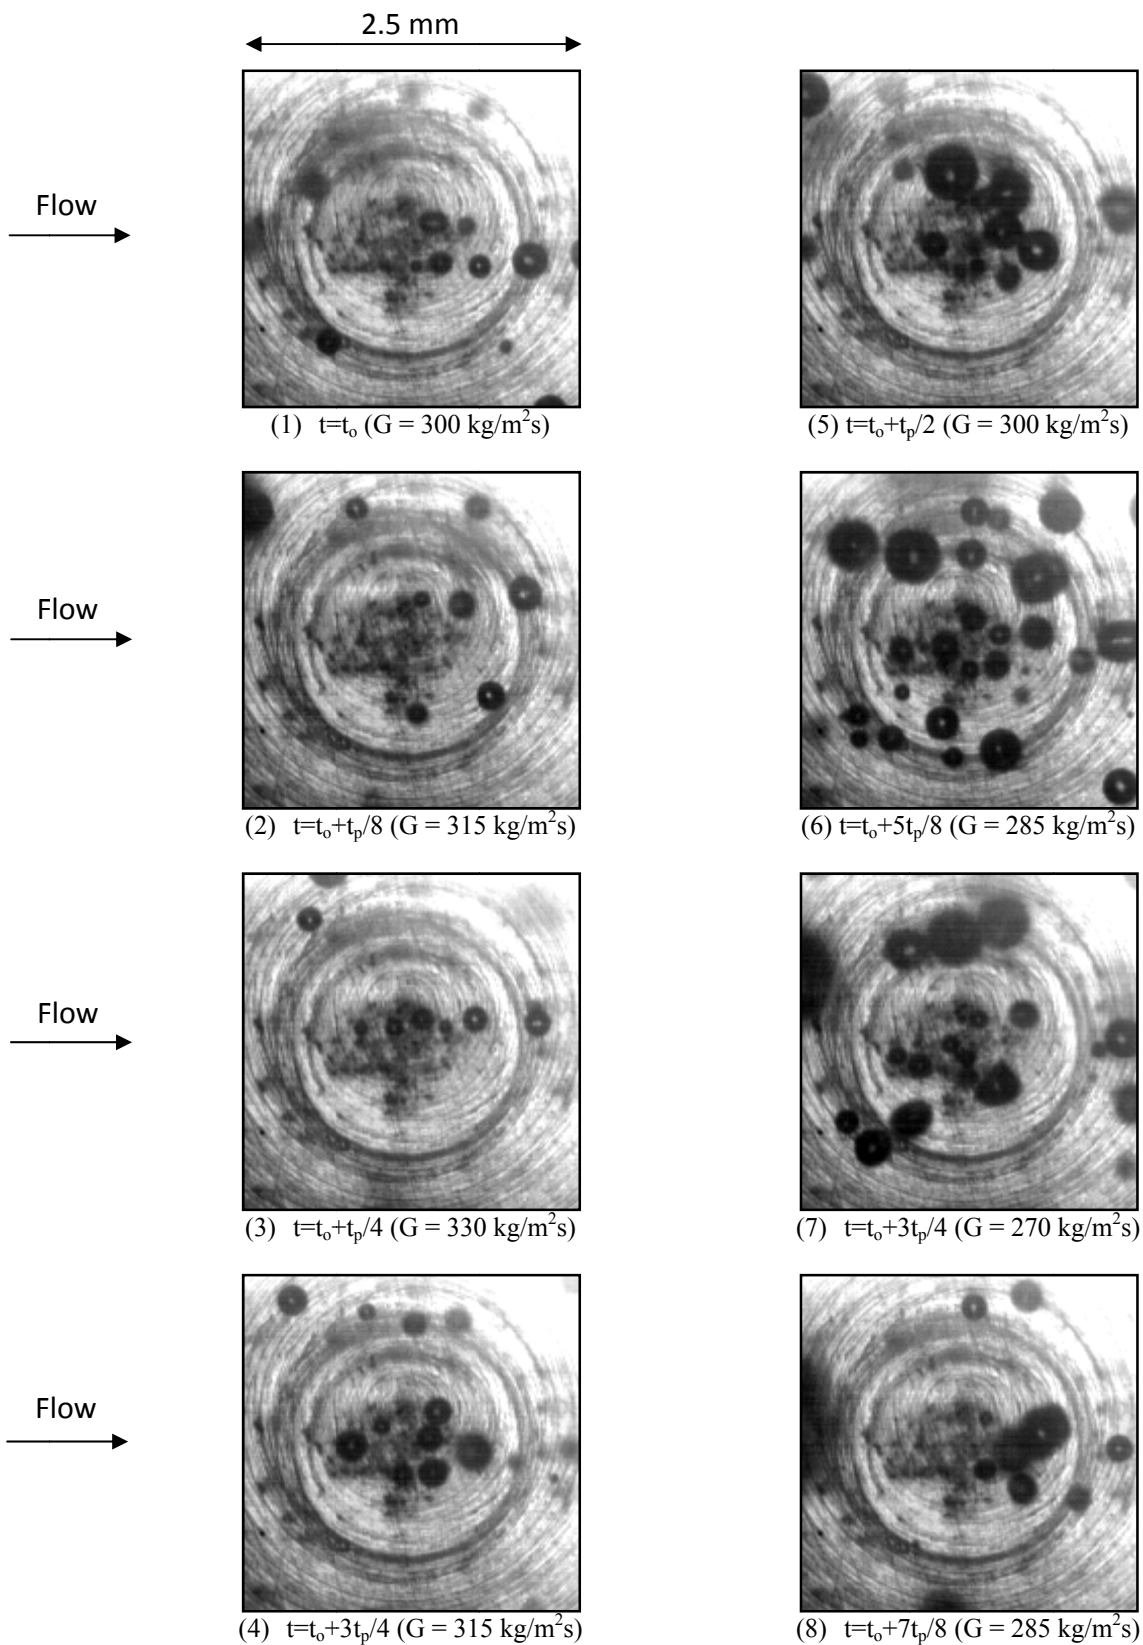 2.5 mm
Flow
(1) t=tₒ (G = 300 kg/m²s)
(5) t=tₒ+tₚ/2 (G = 300 kg/m²s)
Flow
(2) t=tₒ+tₚ/8 (G = 315 kg/m²s)
(6) t=tₒ+5tₚ/8 (G = 285 kg/m²s)
Flow
(3) t=tₒ+tₚ/4 (G = 330 kg/m²s)
(7) t=tₒ+3tₚ/4 (G = 270 kg/m²s)
Flow
(4) t=tₒ+3tₚ/4 (G = 315 kg/m²s)
(8) t=tₒ+7tₚ/8 (G = 285 kg/m²s)